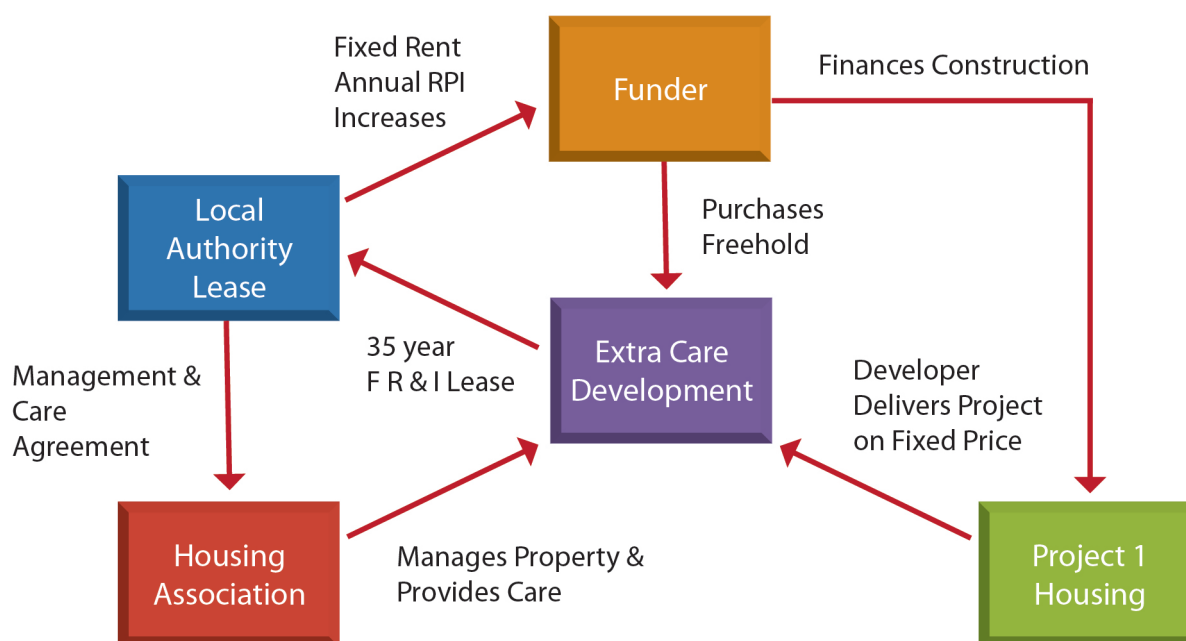 Fixed Rent
Annual RPI
Increases
Funder
Finances Construction
Local
Authority
Lease
Purchases
Freehold
35 year
F R & I Lease
Extra Care
Development
Management &
Care
Agreement
Developer
Delivers Project
on Fixed Price
Housing
Association
Manages Property &
Provides Care
Project 1
Housing